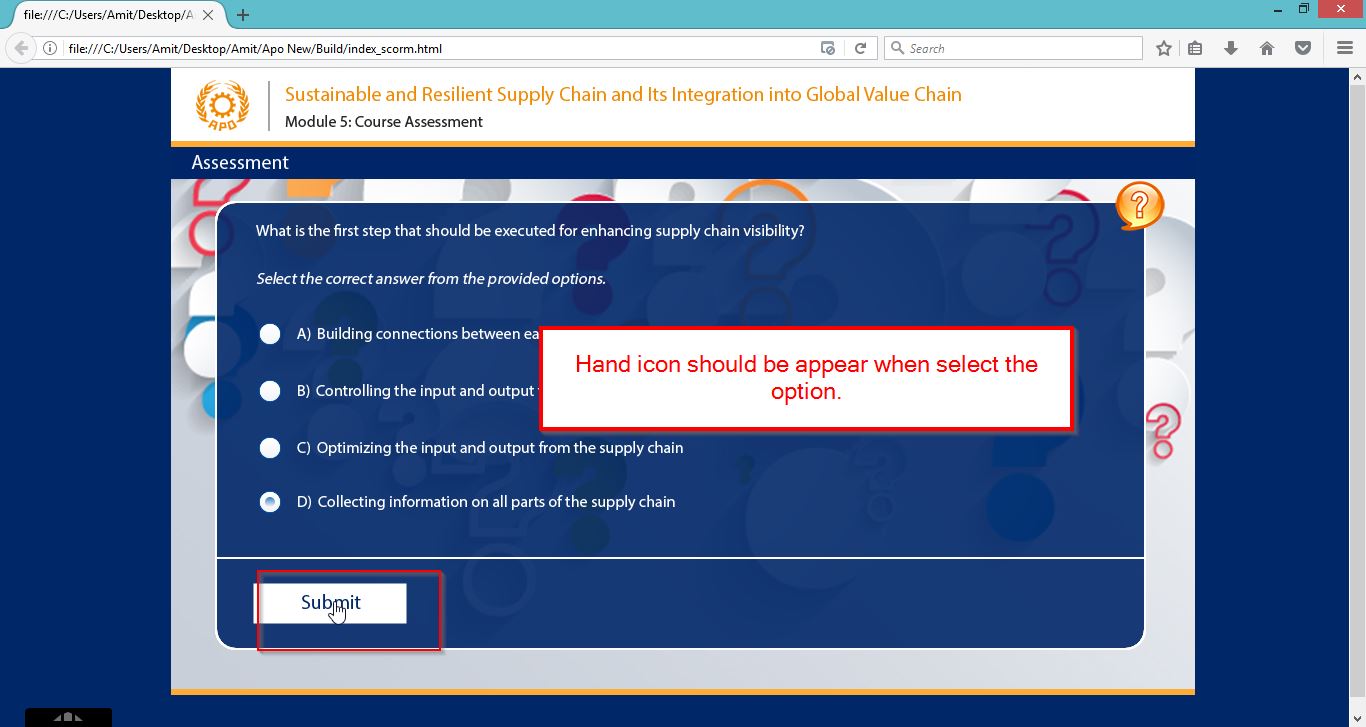 file:///C:/Users/Amit/Desktop/A
file:///C:/Users/Amit/Desktop/Amit/Apo New/Build/index_scorm.html
Search
APO
Sustainable and Resilient Supply Chain and Its Integration into Global Value Chain
Module 5: Course Assessment
Assessment
What is the first step that should be executed for enhancing supply chain visibility?
Select the correct answer from the provided options.
A) Building connections between ea
Hand icon should be appear when select the
option.
B) Controlling the input and output
C) Optimizing the input and output from the supply chain
D) Collecting information on all parts of the supply chain
Submit